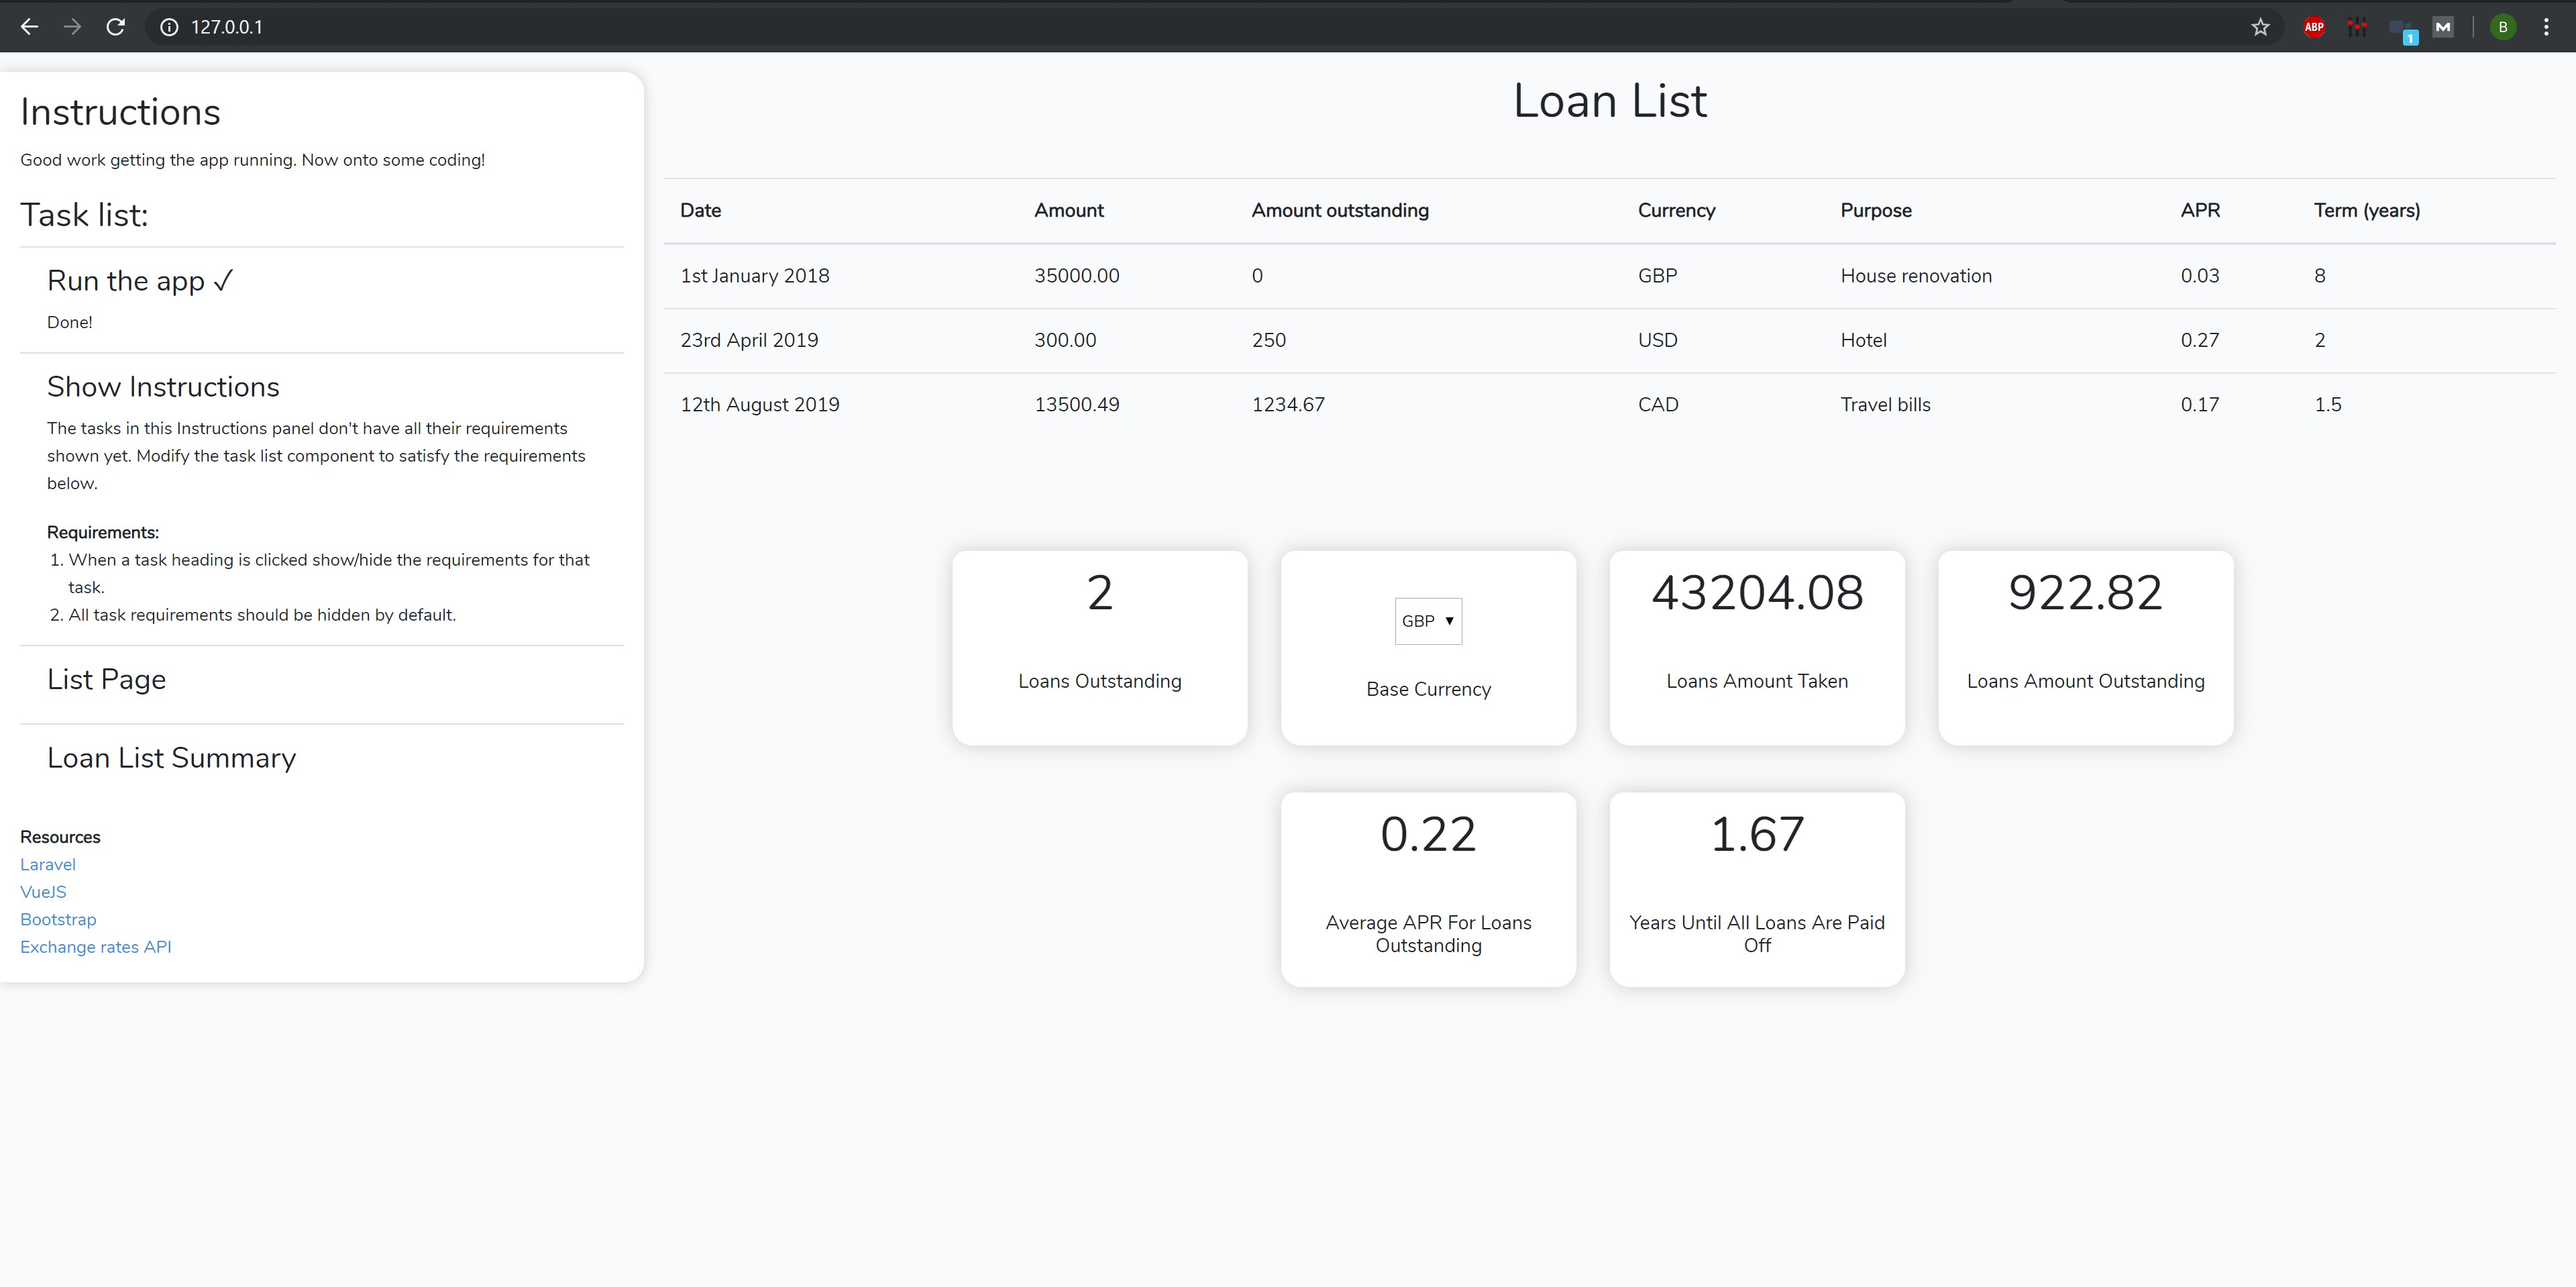 127.0.0.1
ABP
1
M
B
Instructions
Good work getting the app running. Now onto some coding!
Task list:
Run the app ✓
Done!
Show Instructions
The tasks in this Instructions panel don't have all their requirements
shown yet. Modify the task list component to satisfy the requirements
below.
Requirements:
1. When a task heading is clicked show/hide the requirements for that
task.
2. All task requirements should be hidden by default.
List Page
Loan List Summary
Resources
Laravel
VueJS
Bootstrap
Exchange rates API
Loan List
Date Amount Amount outstanding Currency Purpose APR Term (years)
1st January 2018 35000.00 0 GBP House renovation 0.03 8
23rd April 2019 300.00 250 USD Hotel 0.27 2
12th August 2019 13500.49 1234.67 CAD Travel bills 0.17 1.5
2
Loans Outstanding
GBP
Base Currency
43204.08
Loans Amount Taken
922.82
Loans Amount Outstanding
0.22
Average APR For Loans
Outstanding
1.67
Years Until All Loans Are Paid
Off